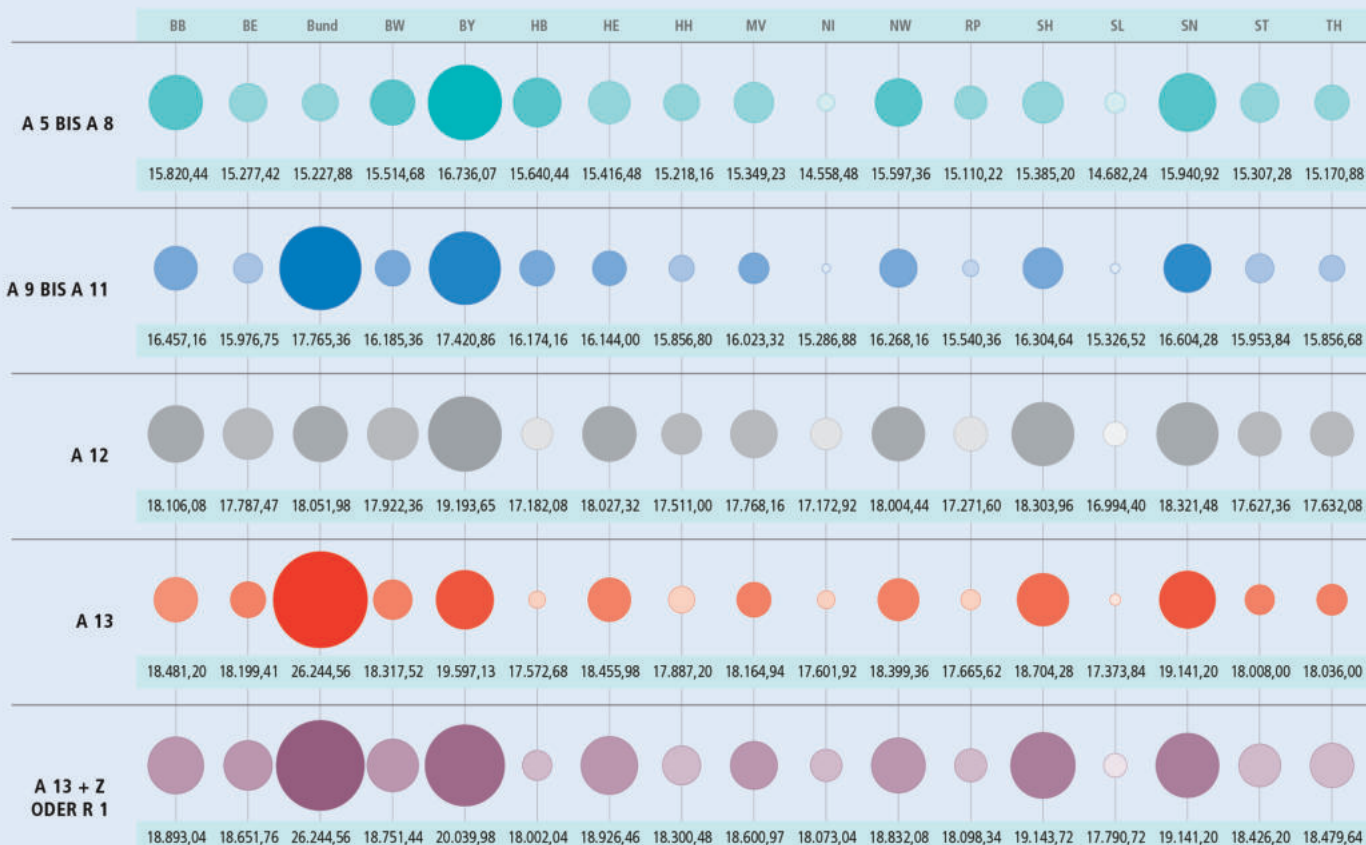 BB BE Bund BW BY HB HE HH MV NI NW RP SH SL SN ST TH
A 5 BIS A 8
15.820,44 15.277,42 15.227,88 15.514,68 16.736,07 15.640,44 15.416,48 15.218,16 15.349,23 14.558,48 15.597,36 15.110,22 15.385,20 14.682,24 15.940,92 15.307,28 15.170,88
A 9 BIS A 11
16.457,16 15.976,75 17.765,36 16.185,36 17.420,86 16.174,16 16.144,00 15.856,80 16.023,32 15.286,88 16.268,16 15.540,36 16.304,64 15.326,52 16.604,28 15.953,84 15.856,68
A 12
18.106,08 17.787,47 18.051,98 17.922,36 19.193,65 17.182,08 18.027,32 17.511,00 17.768,16 17.172,92 18.004,44 17.271,60 18.303,96 16.994,40 18.321,48 17.627,36 17.632,08
A 13
18.481,20 18.199,41 26.244,56 18.317,52 19.597,13 17.572,68 18.455,98 17.887,20 18.164,94 17.601,92 18.399,36 17.665,62 18.704,28 17.373,84 19.141,20 18.008,00 18.036,00
A 13 + Z
ODER R 1
18.893,04 18.651,76 26.244,56 18.751,44 20.039,98 18.002,04 18.926,46 18.300,48 18.600,97 18.073,04 18.832,08 18.098,34 19.143,72 17.790,72 19.141,20 18.426,20 18.479,64